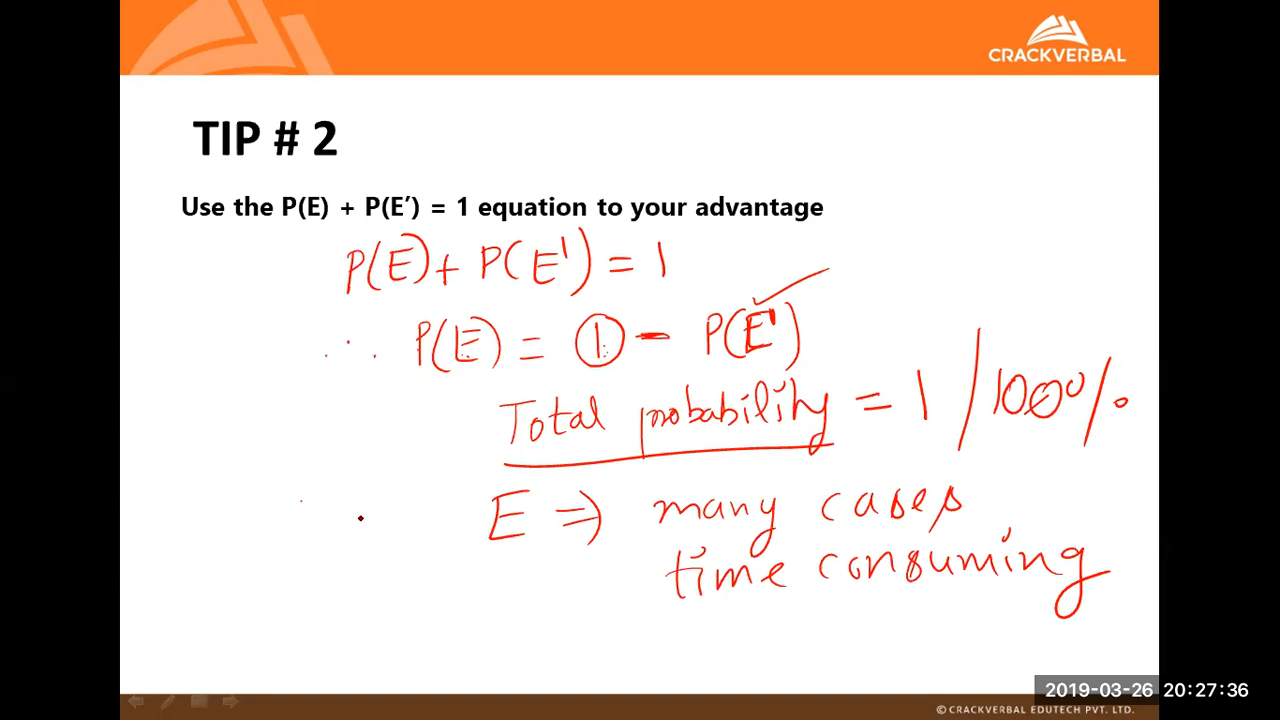 CRACKVERBAL
TIP # 2
Use the P(E) + P(E’) = 1 equation to your advantage
P(E) + P(E') = 1
P(E) = 1 - P(E')
Total probability = 1 / 100%
E ⇒ many cases
time consuming
2019-03-26 20:27:36
© CRACKVERBAL EDUTECH PVT. LTD.